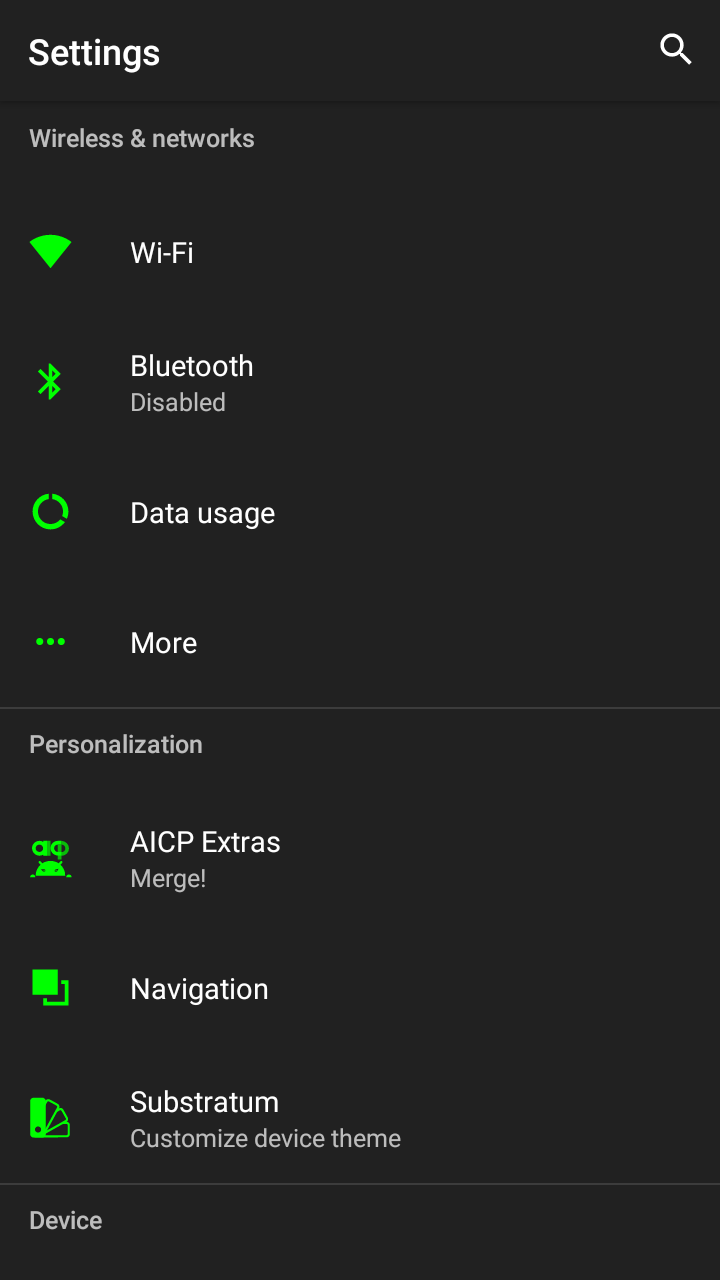 Settings
Wireless & networks
Wi-Fi
Bluetooth
Disabled
Data usage
More
Personalization
AICP Extras
Merge!
Navigation
Substratum
Customize device theme
Device